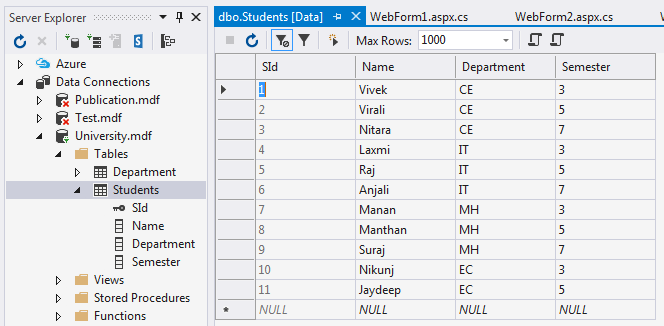 Server Explorer
Azure
Data Connections
Publication.mdf
Test.mdf
University.mdf
Tables
Department
Students
SId
Name
Department
Semester
Views
Stored Procedures
Functions
dbo.Students [Data] WebForm1.aspx.cs WebForm2.aspx.cs
Max Rows: 1000
SId Name Department Semester
1 Vivek CE 3
2 Virali CE 5
3 Nitara CE 7
4 Laxmi IT 3
5 Raj IT 5
6 Anjali IT 7
7 Manan MH 3
8 Manthan MH 5
9 Suraj MH 7
10 Nikunj EC 3
11 Jaydeep EC 5
NULL NULL NULL NULL